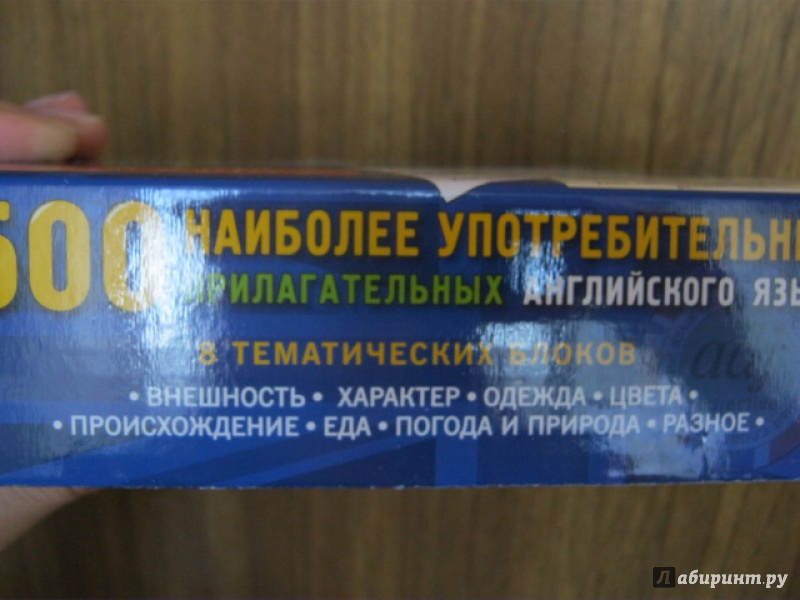 500 НАИБОЛЕЕ УПОТРЕБИТЕЛЬН
ПРИЛАГАТЕЛЬНЫХ АНГЛИЙСКОГО ЯЗЫ
8 ТЕМАТИЧЕСКИХ БЛОКОВ
• ВНЕШНОСТЬ • ХАРАКТЕР • ОДЕЖДА • ЦВЕТА •
• ПРОИСХОЖДЕНИЕ • ЕДА • ПОГОДА И ПРИРОДА • РАЗНОЕ •
Лабиринт.ру